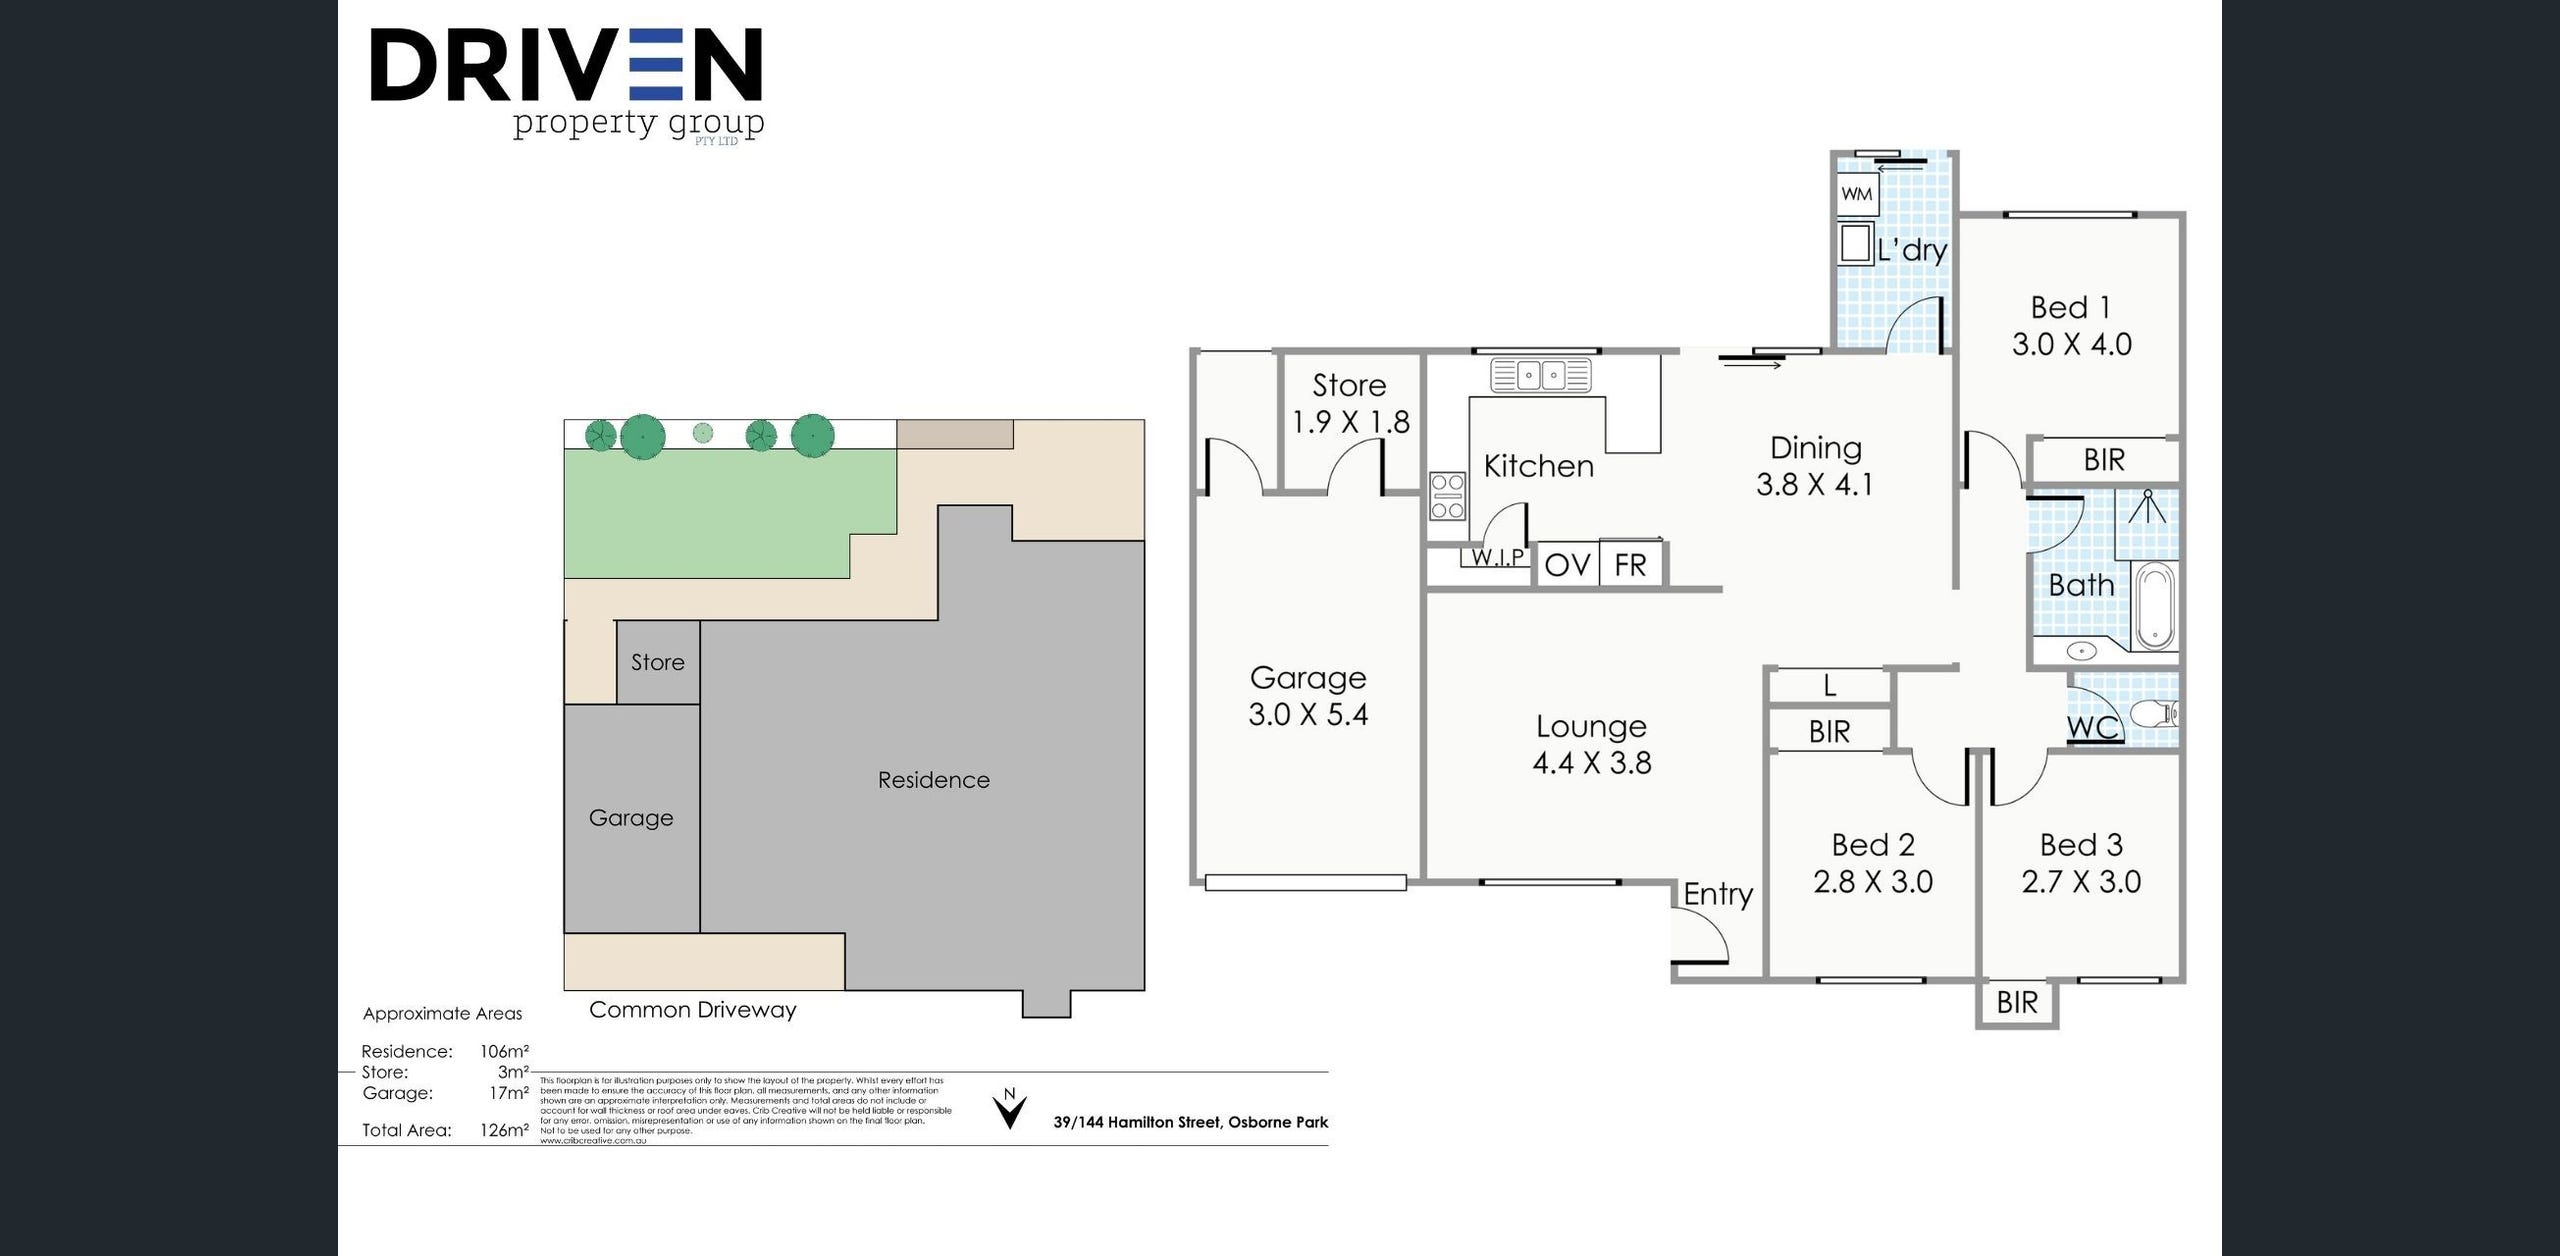 DRIVEN
property group
PTY LTD
WM
L'dry
Bed 1
3.0 X 4.0
BIR
Store
1.9 X 1.8
Kitchen
Dining
3.8 X 4.1
W.I.P
OV
FR
Bath
Garage
3.0 X 5.4
Lounge
4.4 X 3.8
L
BIR
WC
Entry
Bed 2
2.8 X 3.0
Bed 3
2.7 X 3.0
BIR
Store
Residence
Garage
Common Driveway
Approximate Areas
Residence: 106m²
Store: 3m²
Garage: 17m²
Total Area: 126m²
This floorplan is for illustration purposes only to show the layout of the property. Whilst every effort has
been made to ensure the accuracy of this floor plan, all measurements, and any other information
shown are an approximate interpretation only. Measurements and total areas do not include or
account for wall thickness or roof area under eaves. Crib Creative will not be held liable or responsible
for any error, omission, misrepresentation or use of any information shown on the final floor plan.
Not to be used for any other purpose.
www.cribcreative.com.au
N
39/144 Hamilton Street, Osborne Park